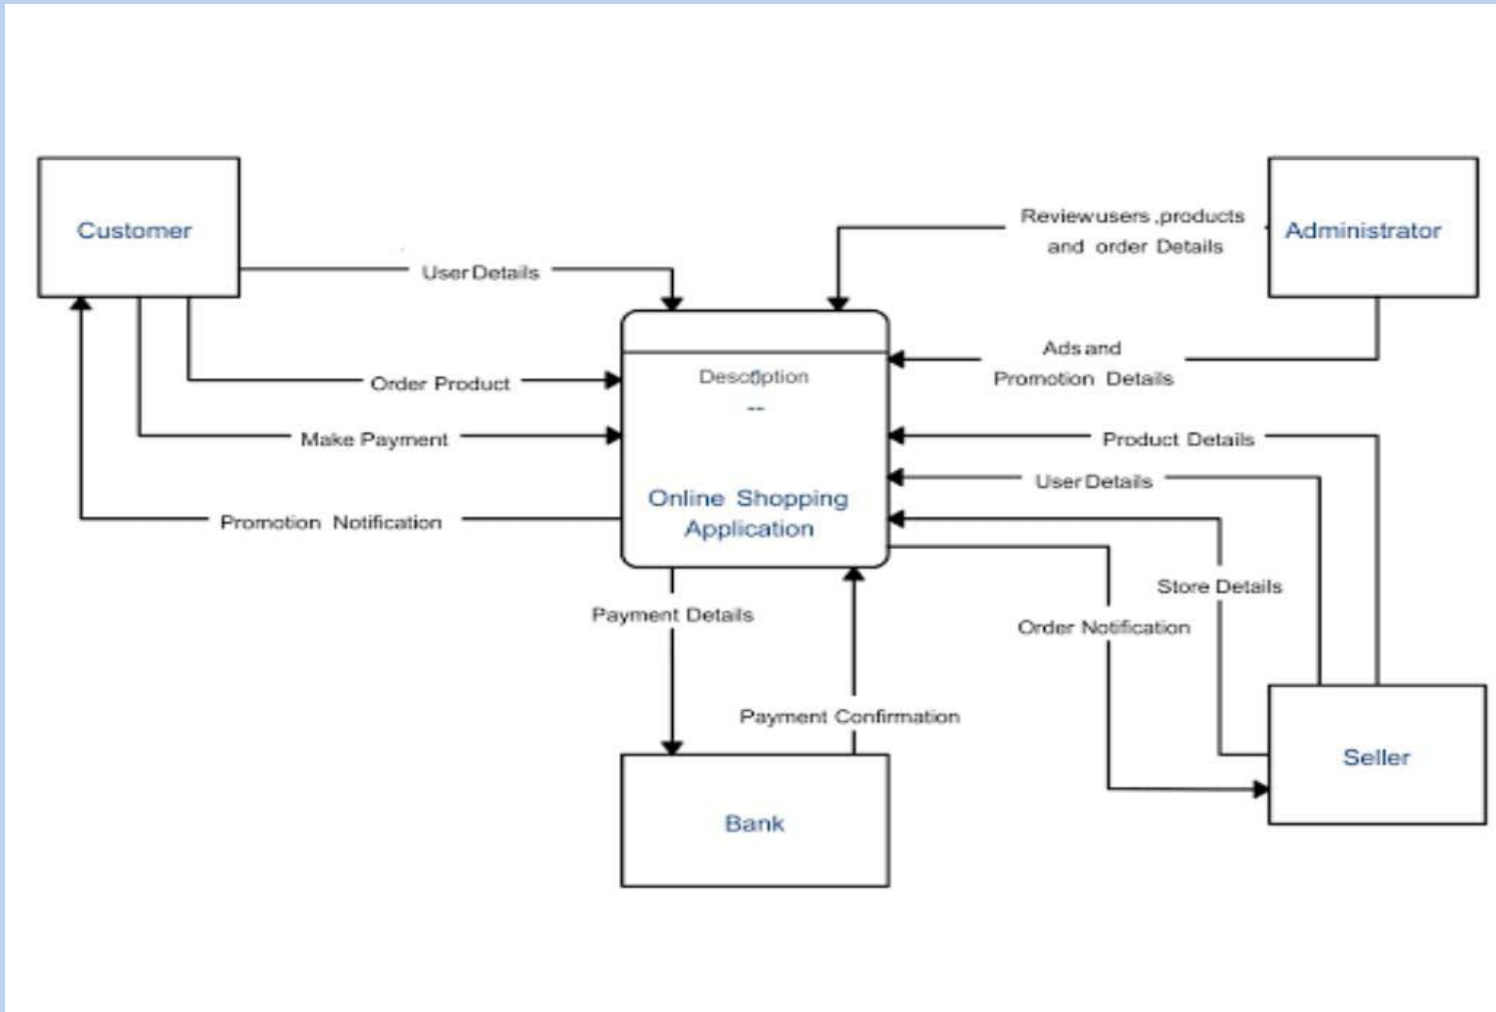 Customer
Administrator
Reviewusers ,products
and order Details
User Details
Ads and
Promotion Details
Description
--
Order Product
Make Payment
Product Details
User Details
Online Shopping
Application
Promotion Notification
Store Details
Order Notification
Payment Details
Payment Confirmation
Seller
Bank